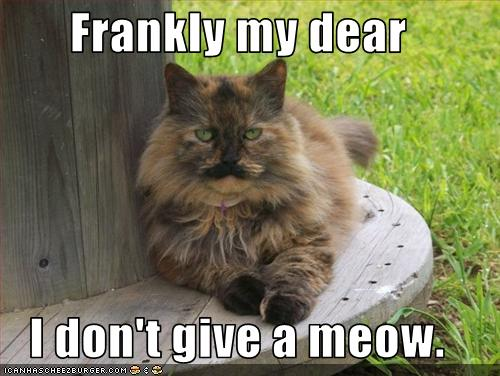 Frankly my dear
I don't give a meow.
ICANHASCHEEZBURGER.COM